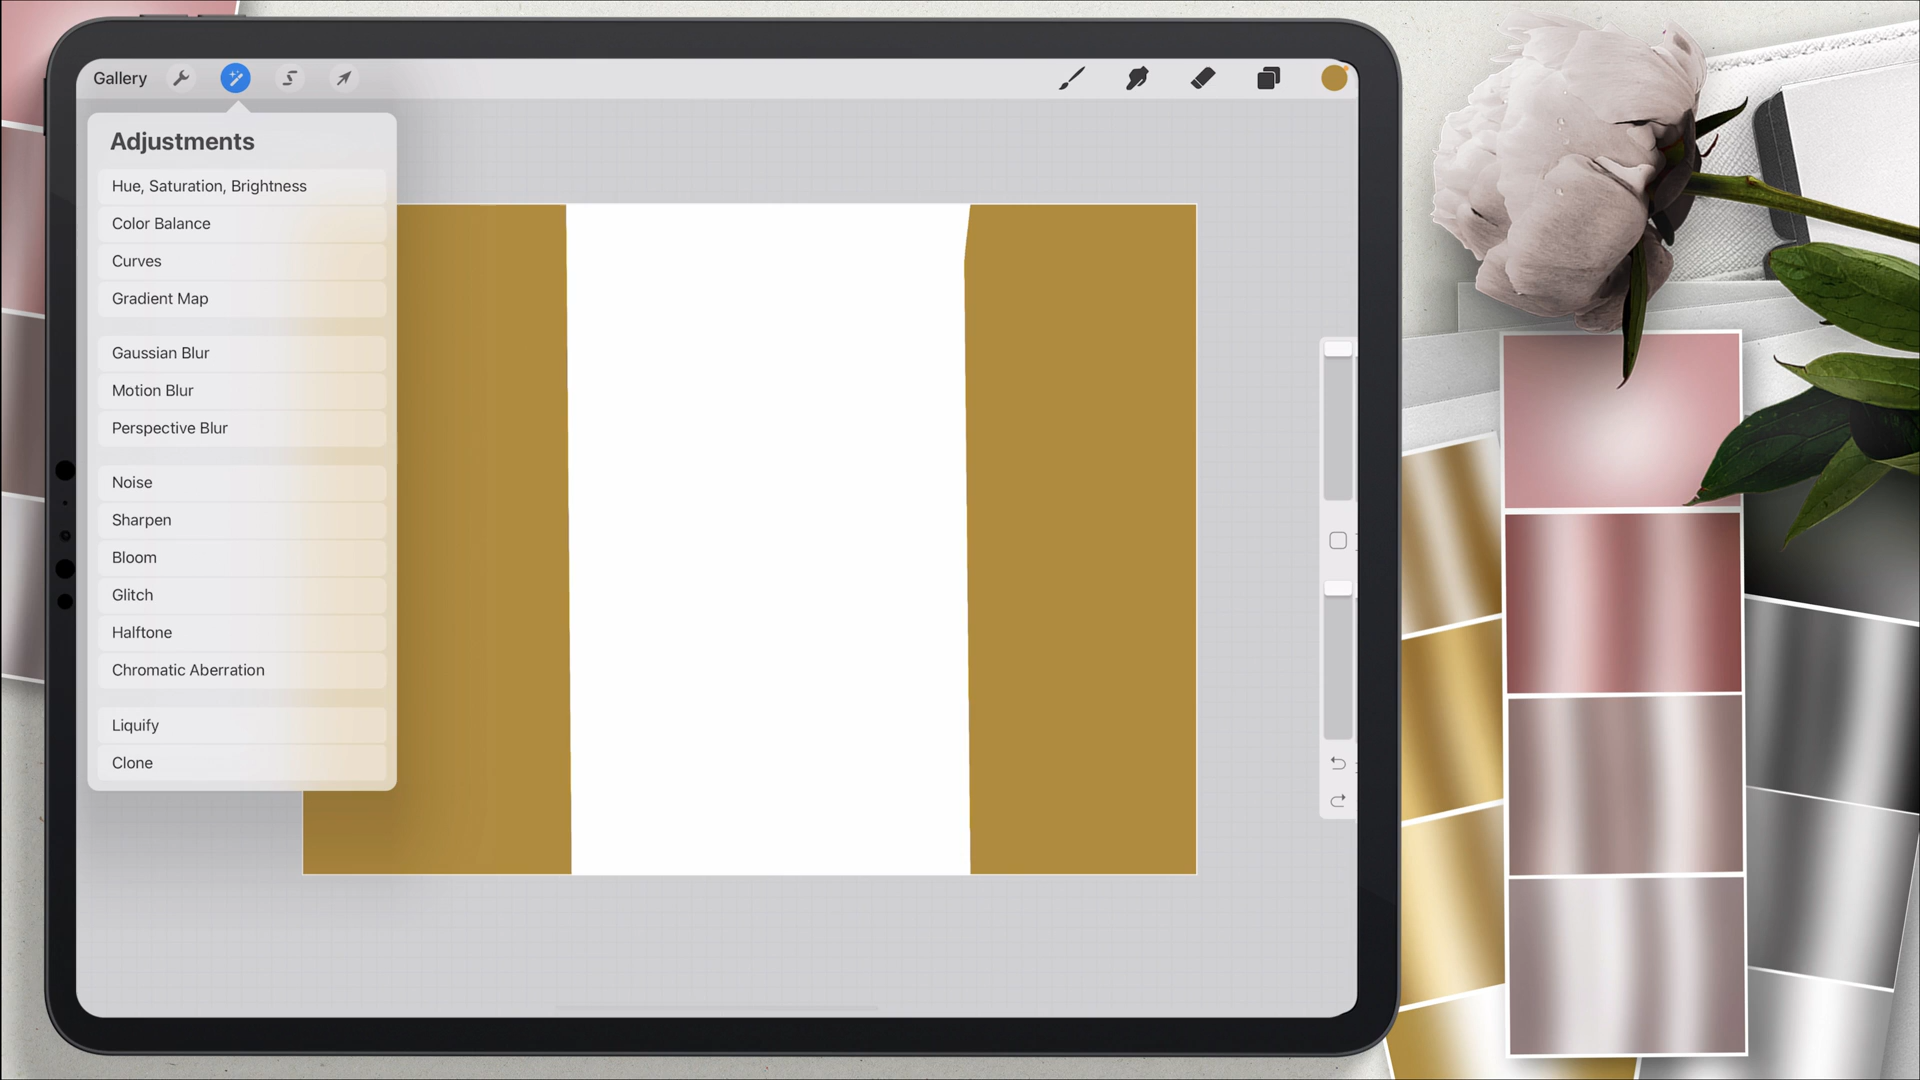 Gallery
Adjustments
Hue, Saturation, Brightness
Color Balance
Curves
Gradient Map
Gaussian Blur
Motion Blur
Perspective Blur
Noise
Sharpen
Bloom
Glitch
Halftone
Chromatic Aberration
Liquify
Clone